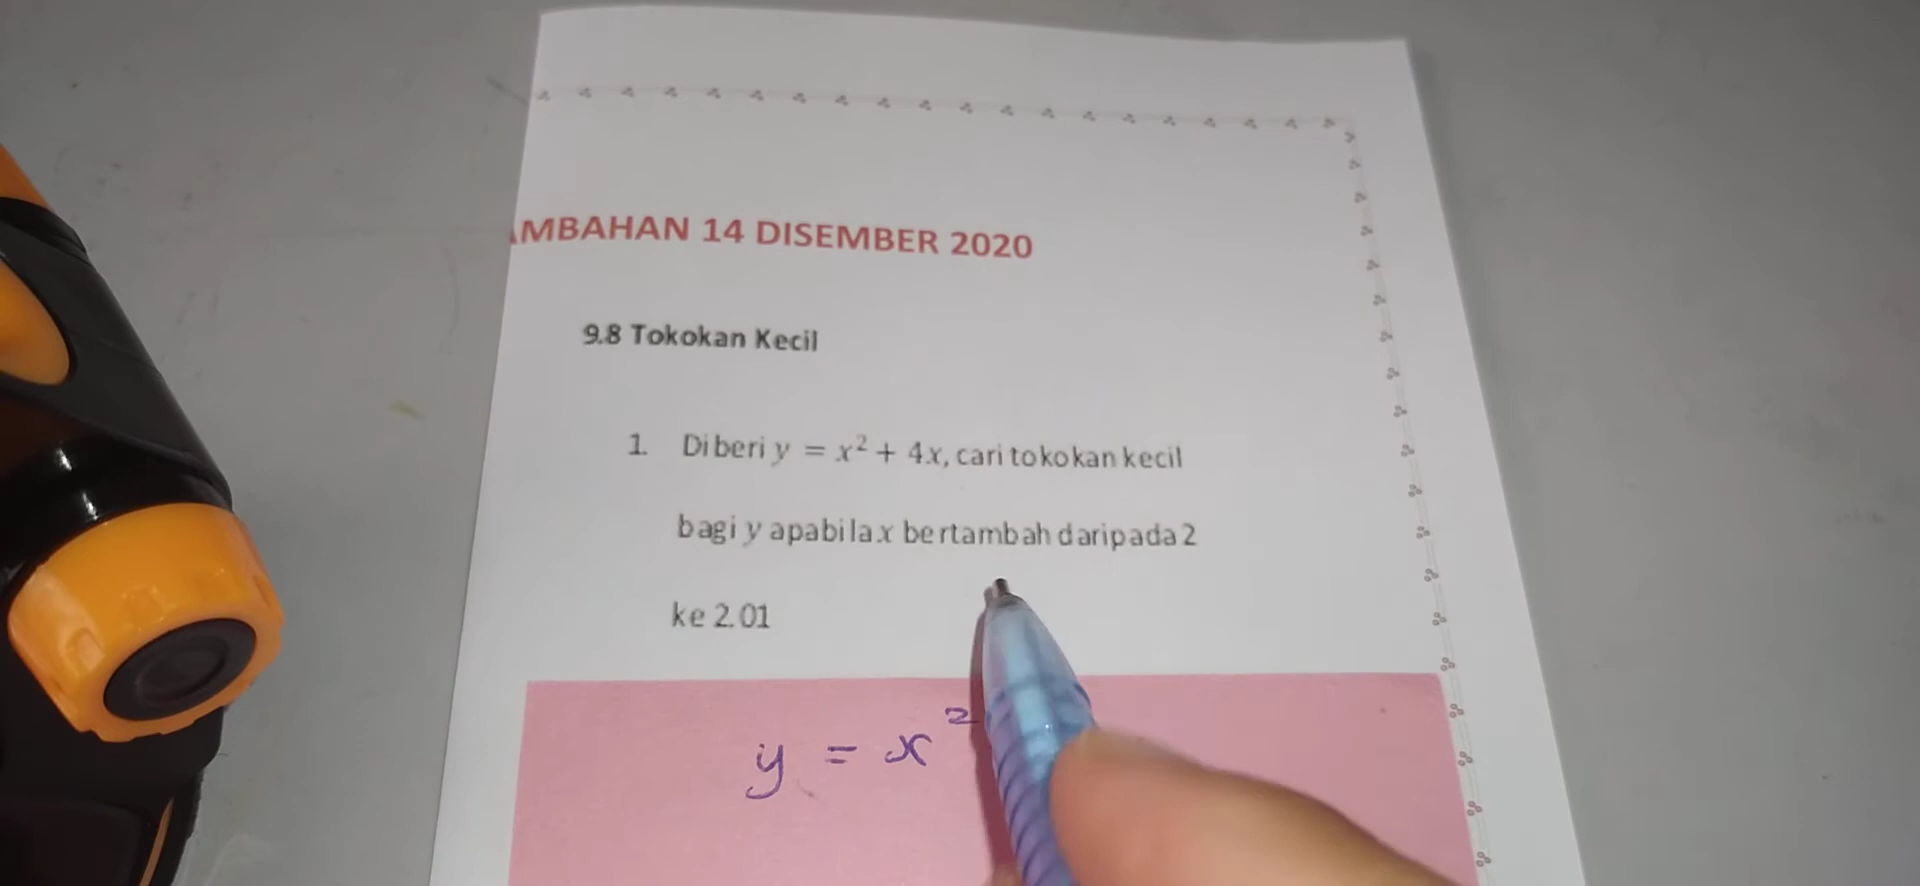 MBAHAN 14 DISEMBER 2020
9.8 Tokokan Kecil
1. Diberi y = x² + 4x, cari tokokan kecil
bagi y apabila x bertambah daripada 2
ke 2.01
y = x²